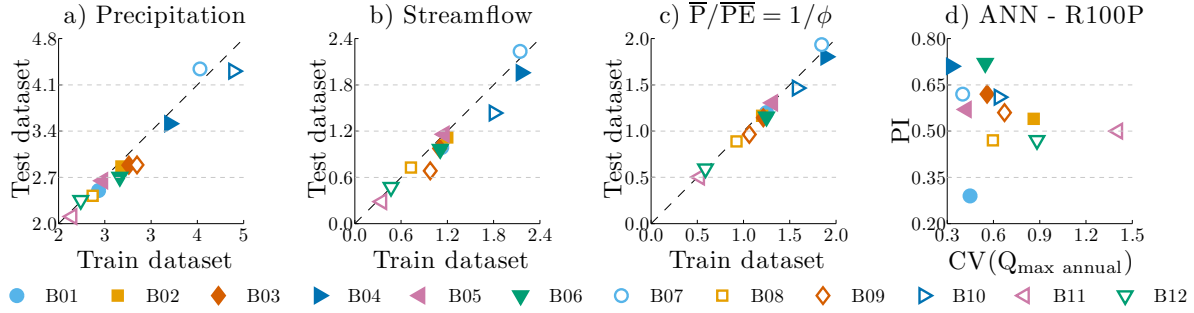 a) Precipitation
b) Streamflow
c) P̅/P̅E̅ = 1/ϕ
d) ANN - R100P
Test dataset
4.8
4.1
3.4
2.7
2.0
2 3 3 4 5
Train dataset
Test dataset
2.4
1.8
1.2
0.6
0.0
0.0 0.6 1.2 1.8 2.4
Train dataset
Test dataset
2.0
1.5
1.0
0.5
0.0
0.0 0.5 1.0 1.5 2.0
Train dataset
PI
0.80
0.65
0.50
0.35
0.20
0.3 0.6 0.9 1.4 1.5
CV(Qmax annual)
B01 B02 B03 B04 B05 B06 B07 B08 B09 B10 B11 B12